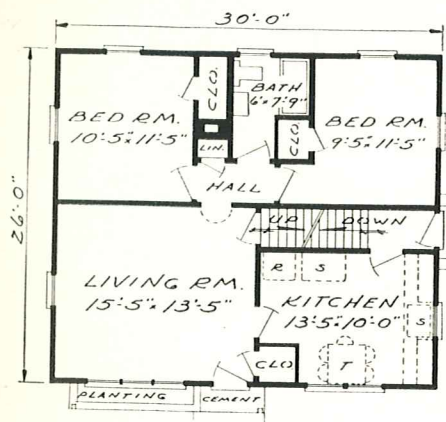 30'-0"
26'-0"
BED RM.
10'-5"x11'-5"
CLO.
BATH
6'x7'-9"
BED RM.
9'-5"x11'-5"
CLO.
LIN.
HALL
UP
DOWN
LIVING RM.
15'-5"x13'-5"
R
S
KITCHEN
13'-5"x10'-0"
S
T
CLO
PLANTING
CEMENT